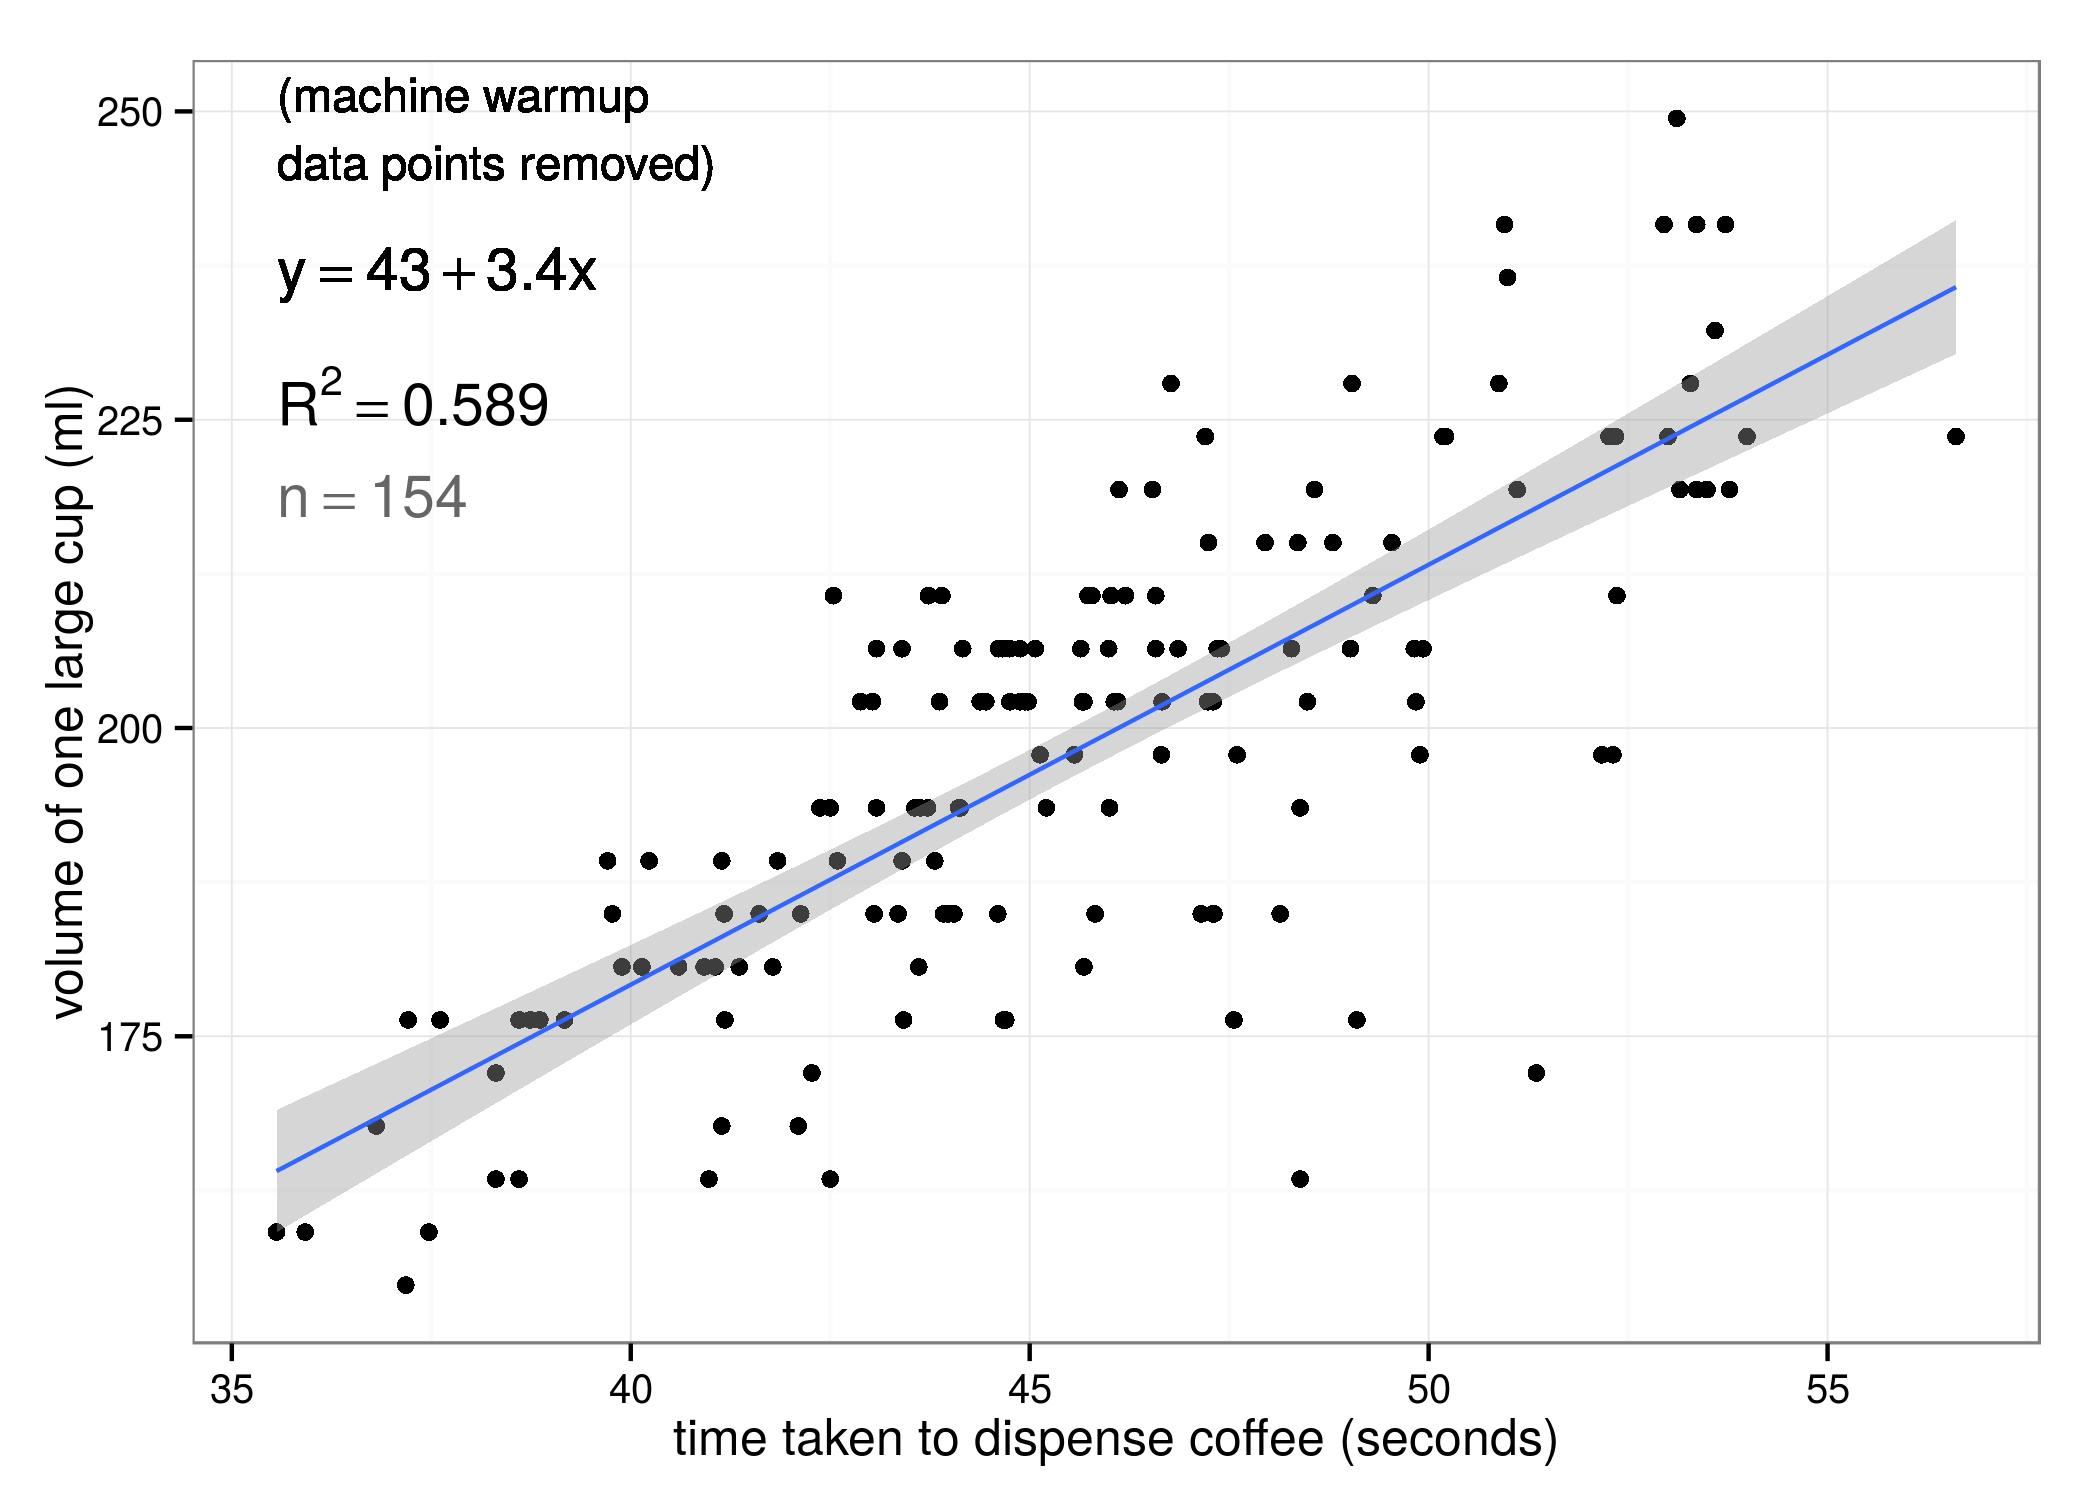 (machine warmup
data points removed)
y = 43 + 3.4x
R² = 0.589
n = 154
250
225
200
175
volume of one large cup (ml)
35 40 45 50 55
time taken to dispense coffee (seconds)